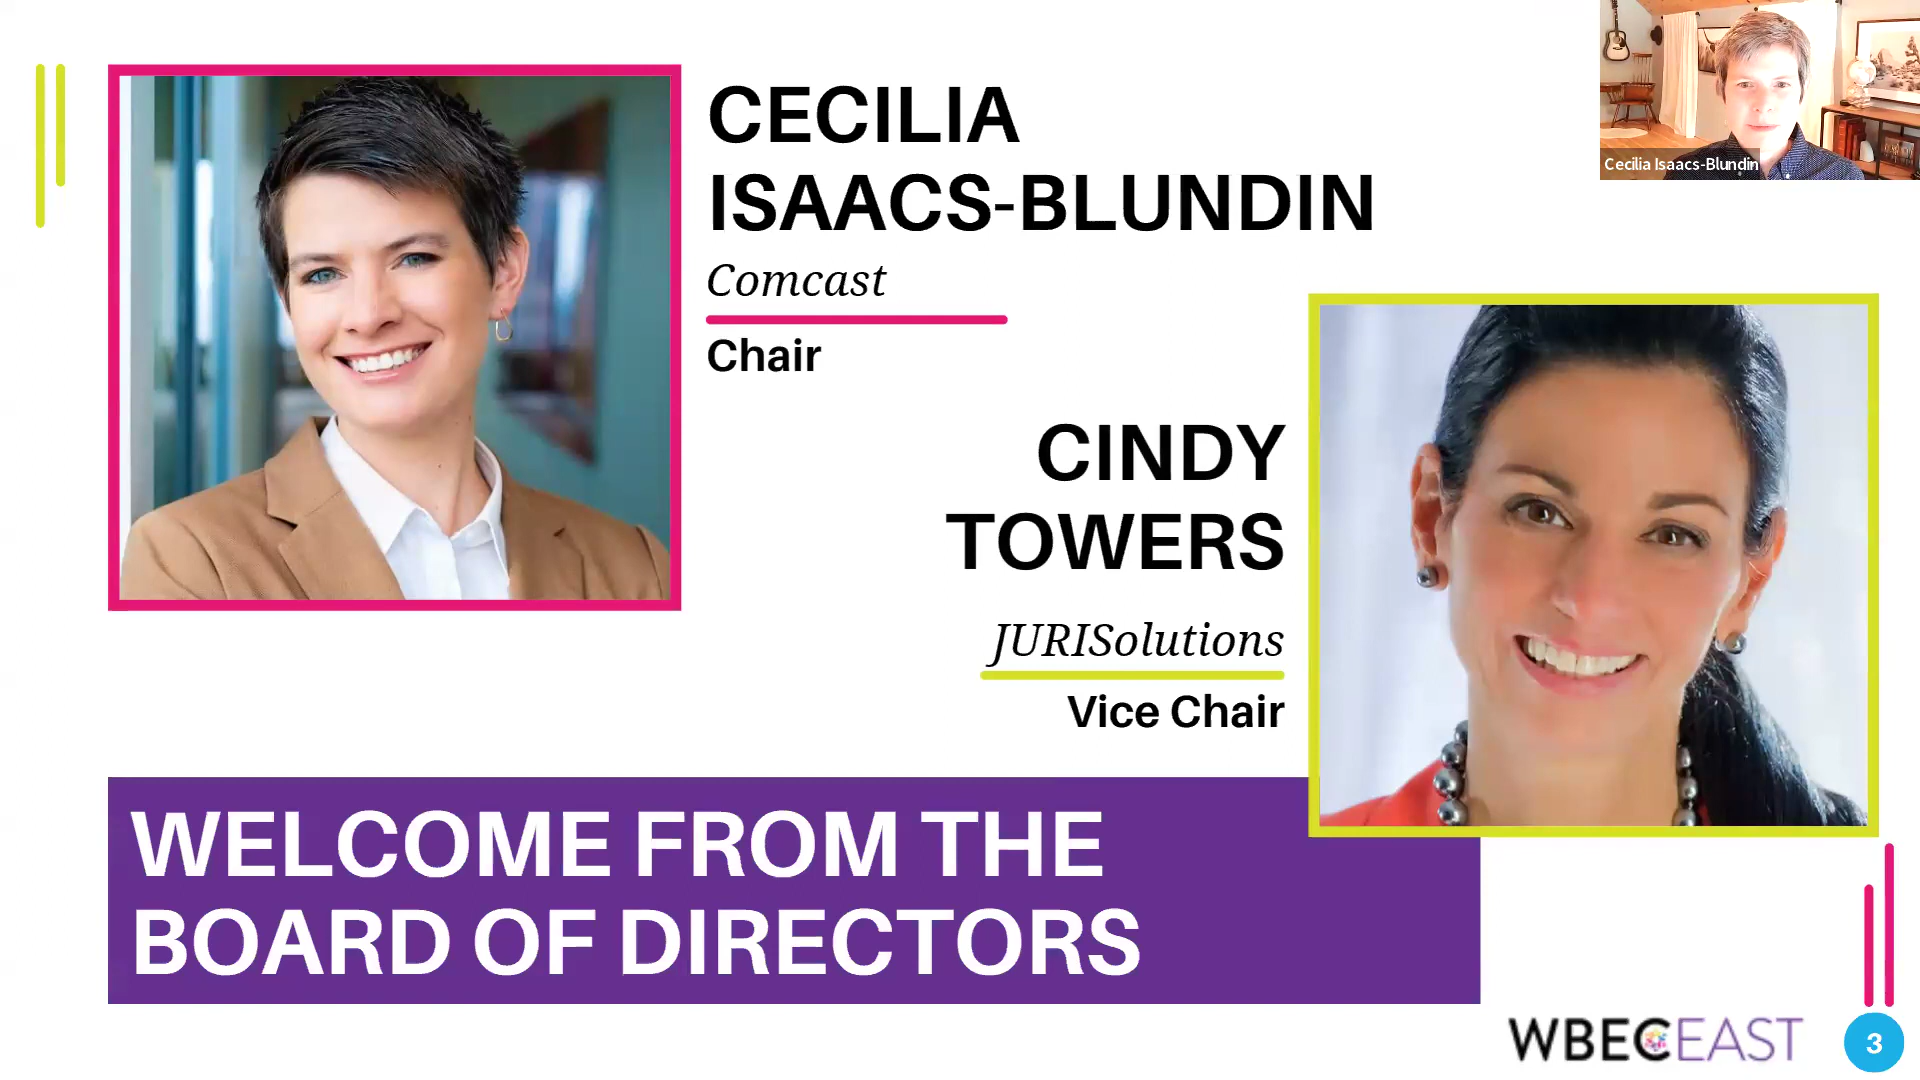 CECILIA
ISAACS-BLUNDIN
Comcast
Chair
Cecilia Isaacs-Blundin
CINDY
TOWERS
JURISolutions
Vice Chair
WELCOME FROM THE
BOARD OF DIRECTORS
WBECEAST
3